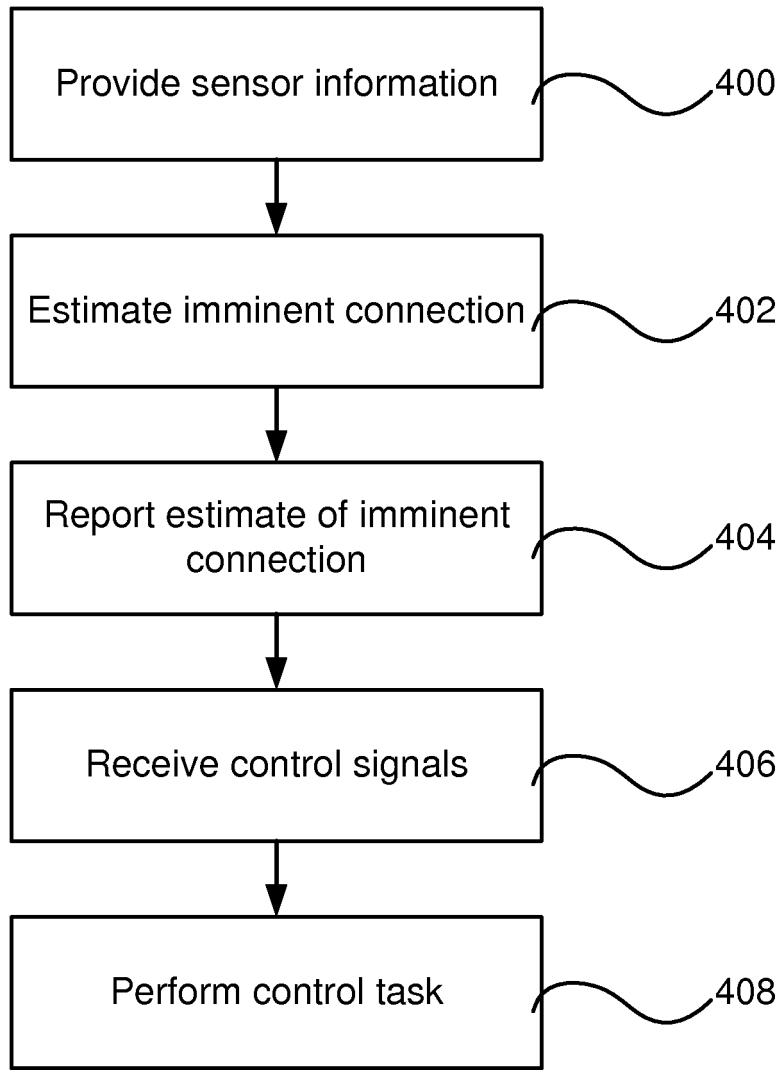 Provide sensor information
400
Estimate imminent connection
402
Report estimate of imminent
connection
404
Receive control signals
406
Perform control task
408